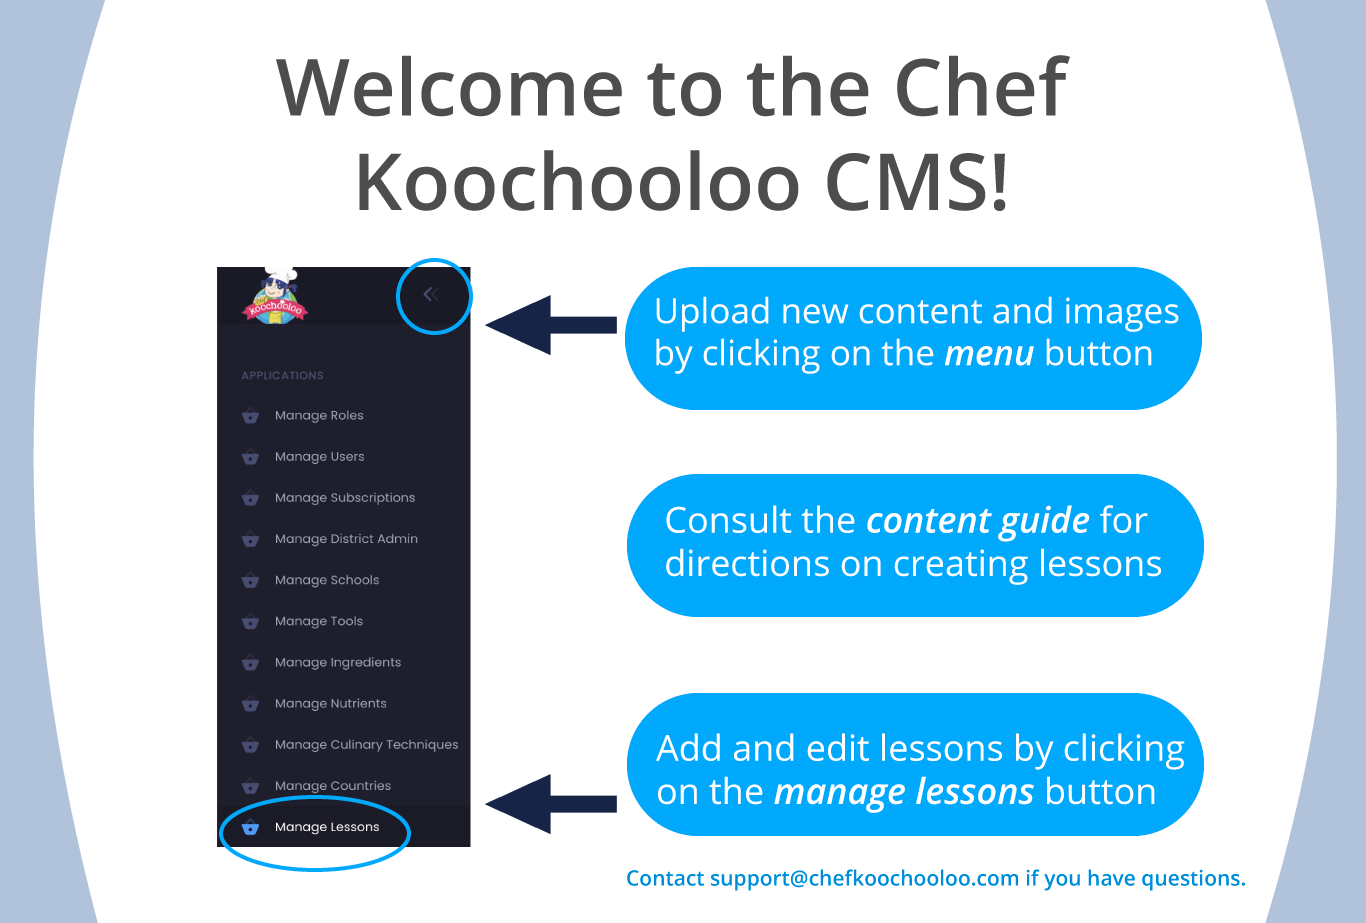 Welcome to the Chef
Koochooloo CMS!
koochooloo
APPLICATIONS
Manage Roles
Manage Users
Manage Subscriptions
Manage District Admin
Manage Schools
Manage Tools
Manage Ingredients
Manage Nutrients
Manage Culinary Techniques
Manage Countries
Manage Lessons
Upload new content and images
by clicking on the menu button
Consult the content guide for
directions on creating lessons
Add and edit lessons by clicking
on the manage lessons button
Contact support@chefkoochooloo.com if you have questions.